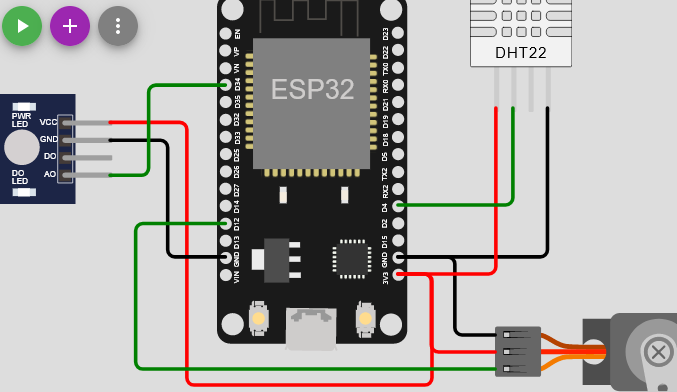 PWR
LED
VCC
GND
DO
AO
DO
LED
ESP32
EN
VP
VN
D34
D35
D32
D33
D25
D26
D27
D14
D12
D13
GND
VIN
D23
D22
TX0
RX0
D21
D19
D18
D5
TX2
RX2
D4
D2
D15
GND
3V3
DHT22